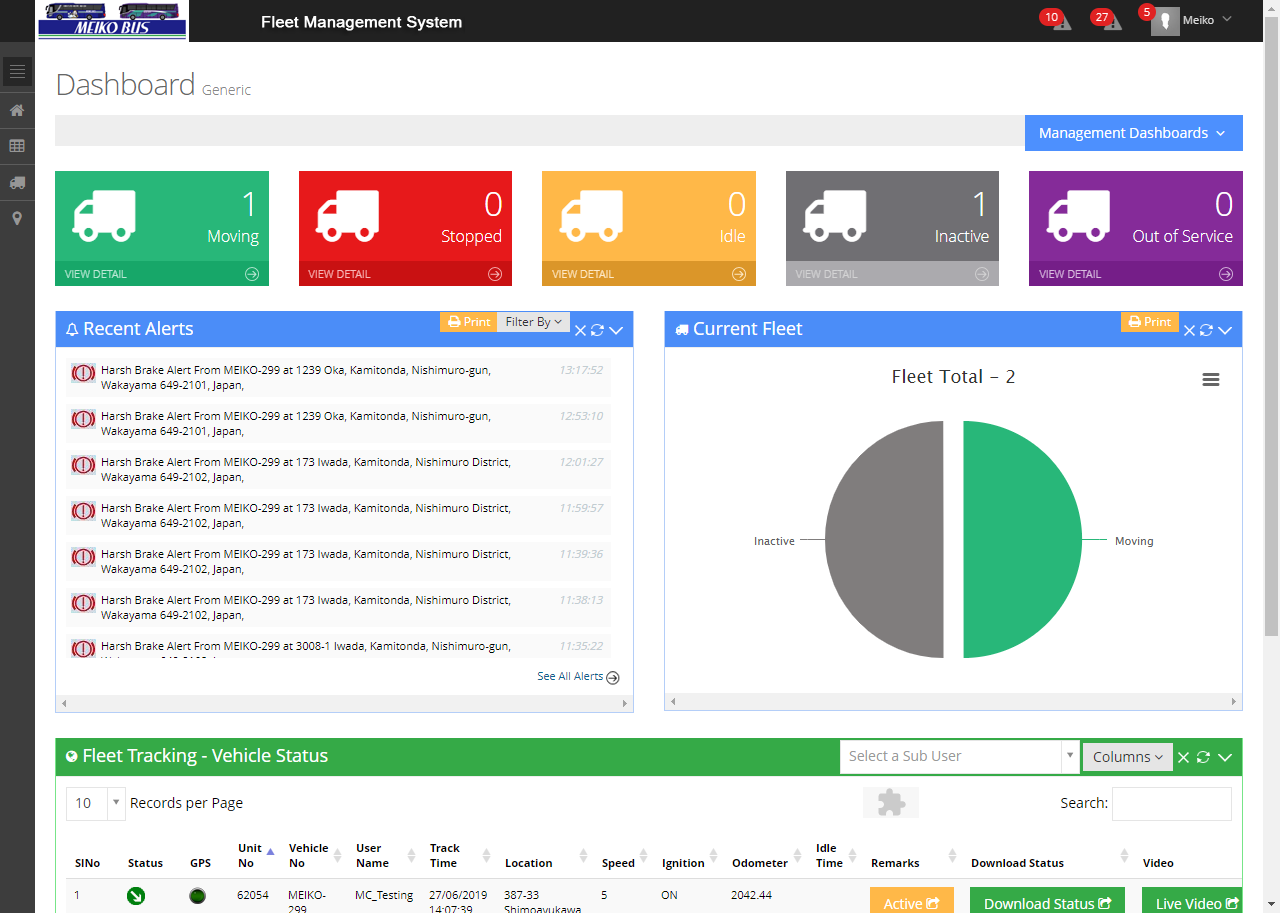 MEIKO BUS
Fleet Management System
10
27
5
Meiko
Dashboard Generic
Management Dashboards
1
Moving
VIEW DETAIL
0
Stopped
VIEW DETAIL
0
Idle
VIEW DETAIL
1
Inactive
VIEW DETAIL
0
Out of Service
VIEW DETAIL
Recent Alerts
Print
Filter By
Harsh Brake Alert From MEIKO-299 at 1239 Oka, Kamitonda, Nishimuro-gun, 13:17:52
Wakayama 649-2101, Japan,
Harsh Brake Alert From MEIKO-299 at 1239 Oka, Kamitonda, Nishimuro-gun, 12:53:10
Wakayama 649-2101, Japan,
Harsh Brake Alert From MEIKO-299 at 173 Iwada, Kamitonda, Nishimuro District, 12:01:27
Wakayama 649-2102, Japan,
Harsh Brake Alert From MEIKO-299 at 173 Iwada, Kamitonda, Nishimuro District, 11:59:57
Wakayama 649-2102, Japan,
Harsh Brake Alert From MEIKO-299 at 173 Iwada, Kamitonda, Nishimuro District, 11:39:36
Wakayama 649-2102, Japan,
Harsh Brake Alert From MEIKO-299 at 173 Iwada, Kamitonda, Nishimuro District, 11:38:13
Wakayama 649-2102, Japan,
Harsh Brake Alert From MEIKO-299 at 3008-1 Iwada, Kamitonda, Nishimuro-gun, 11:35:22
See All Alerts
Current Fleet
Print
Fleet Total - 2
Inactive
Moving
Fleet Tracking - Vehicle Status
Select a Sub User
Columns
10 Records per Page
Search:
SlNo Status GPS Unit No Vehicle No User Name Track Time Location Speed Ignition Odometer Idle Time Remarks Download Status Video
1 62054 MEIKO- MC_Testing 27/06/2019 387-33 5 ON 2042.44
299 14:07:39 Shimoayukawa
Active Download Status Live Video